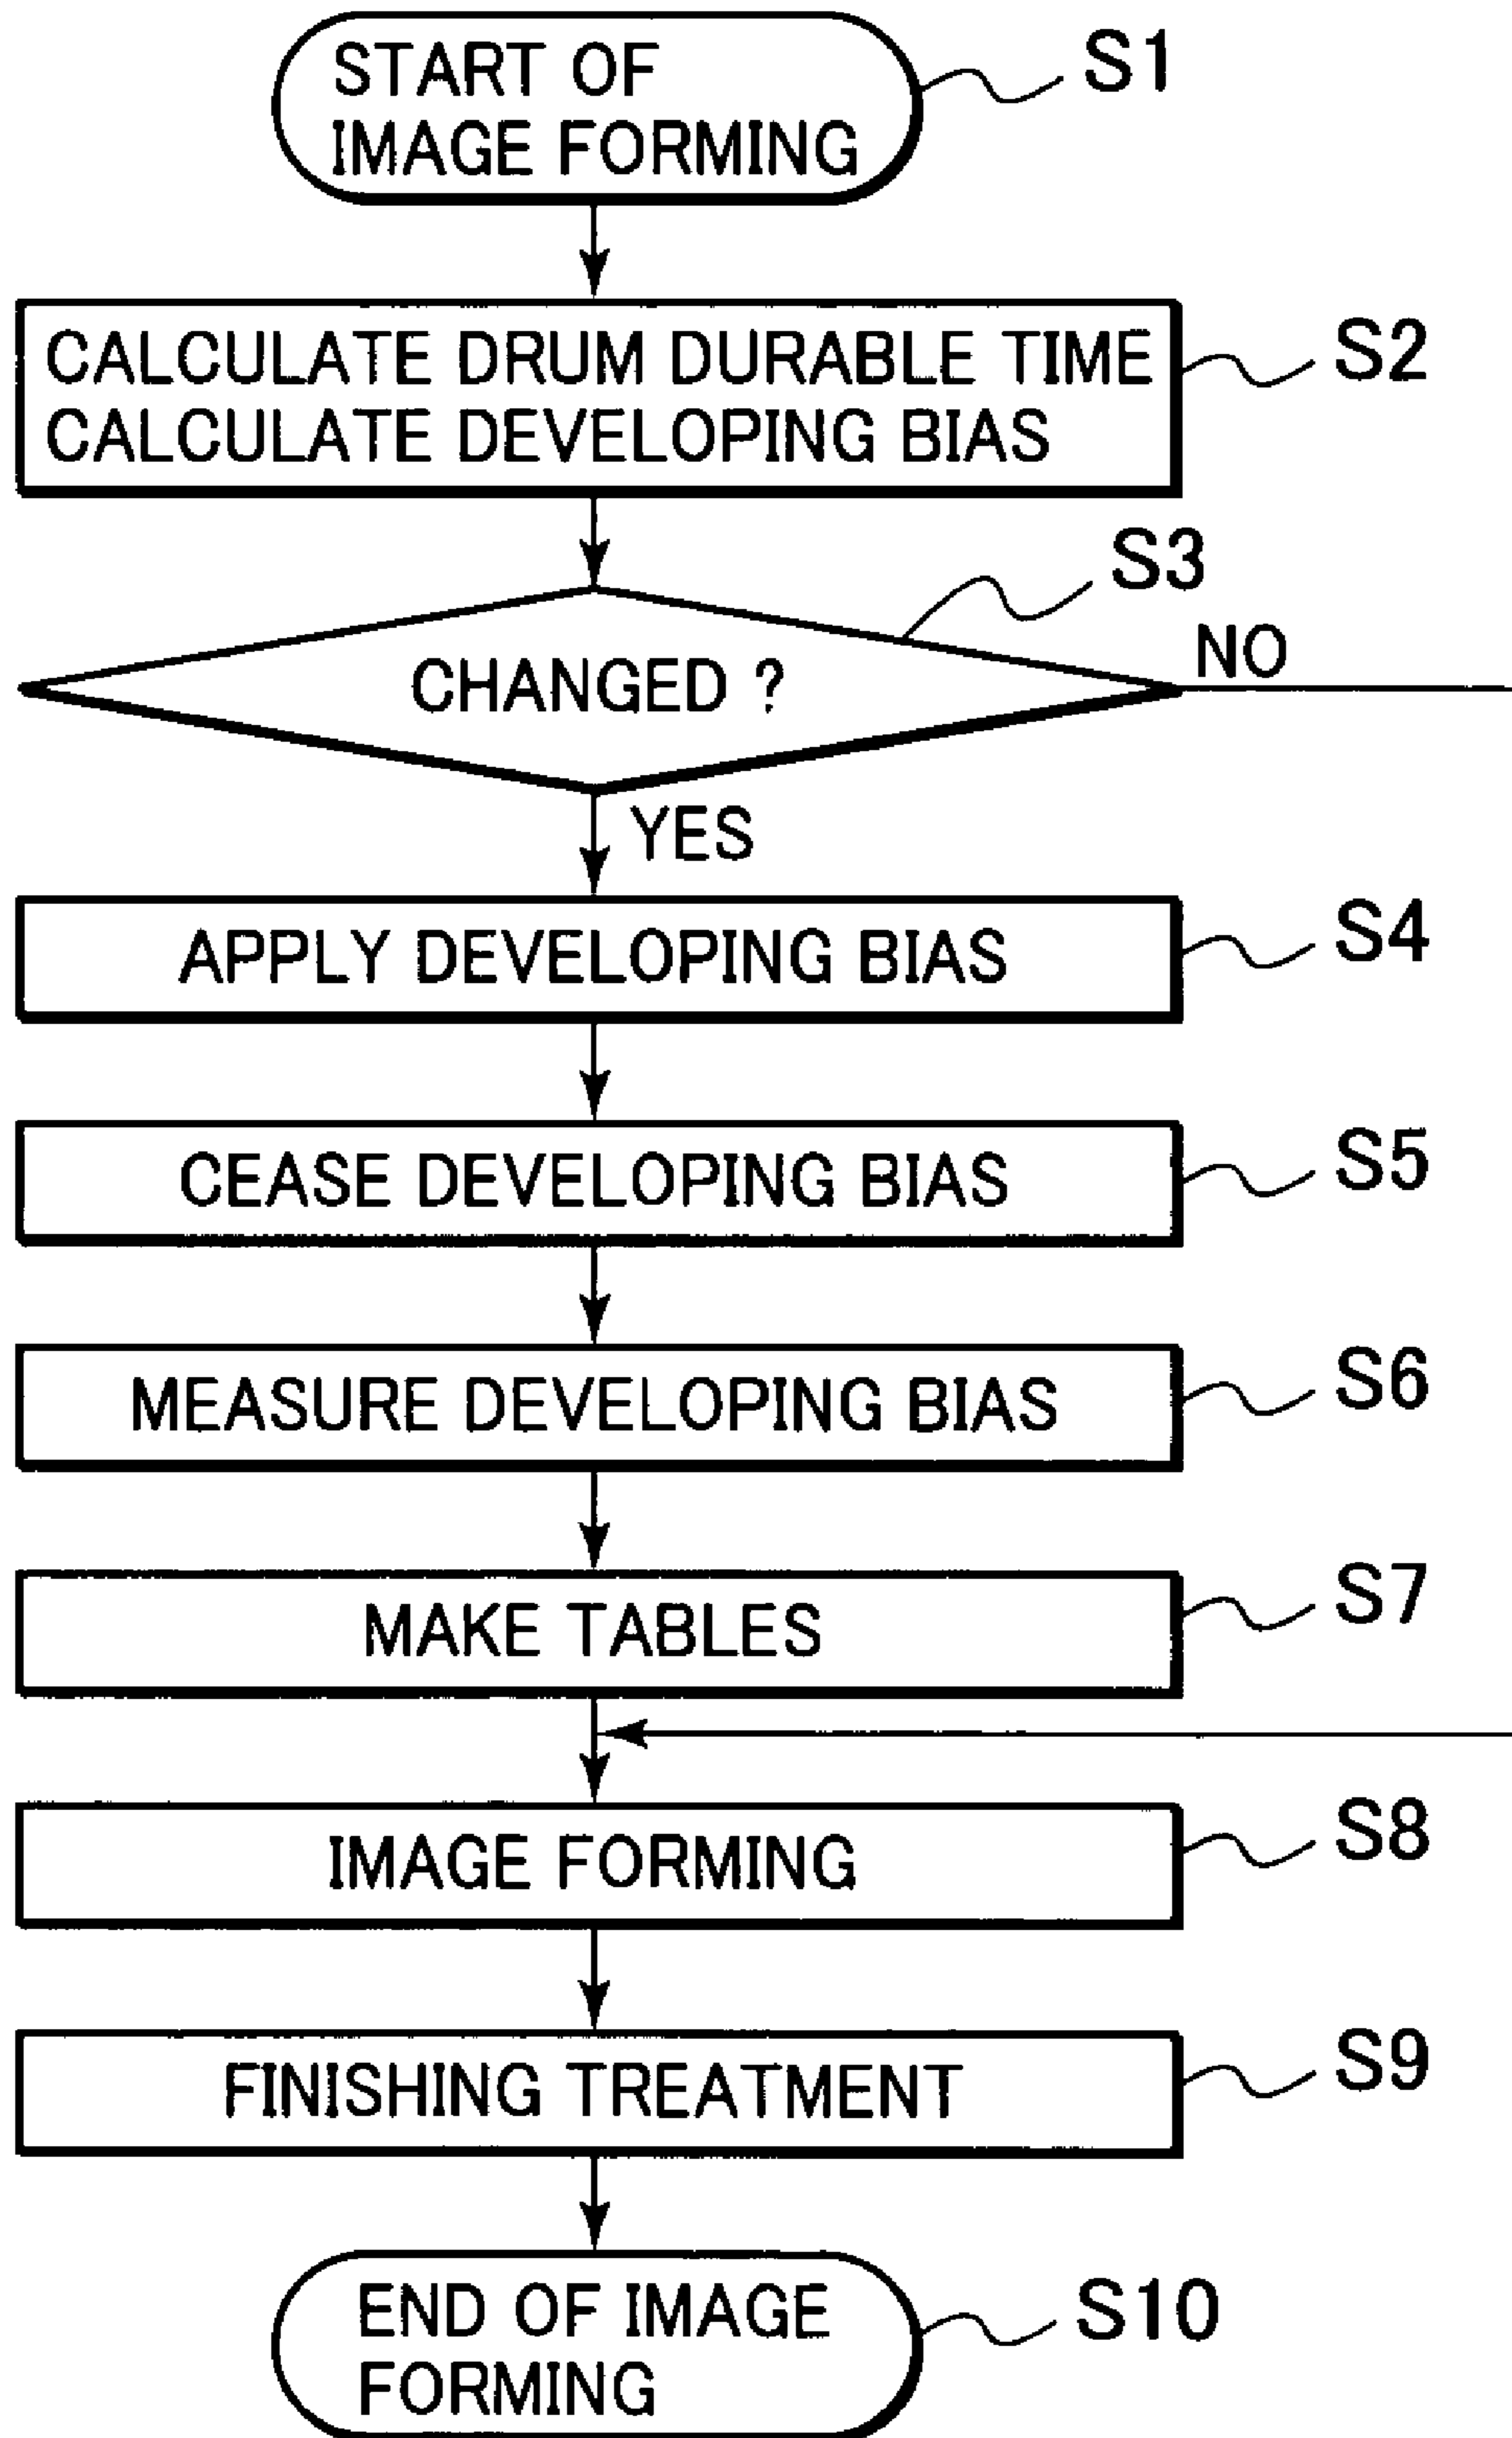 START OF
IMAGE FORMING
S1
CALCULATE DRUM DURABLE TIME
CALCULATE DEVELOPING BIAS
S2
S3
CHANGED ?
NO
YES
APPLY DEVELOPING BIAS
S4
CEASE DEVELOPING BIAS
S5
MEASURE DEVELOPING BIAS
S6
MAKE TABLES
S7
IMAGE FORMING
S8
FINISHING TREATMENT
S9
END OF IMAGE
FORMING
S10